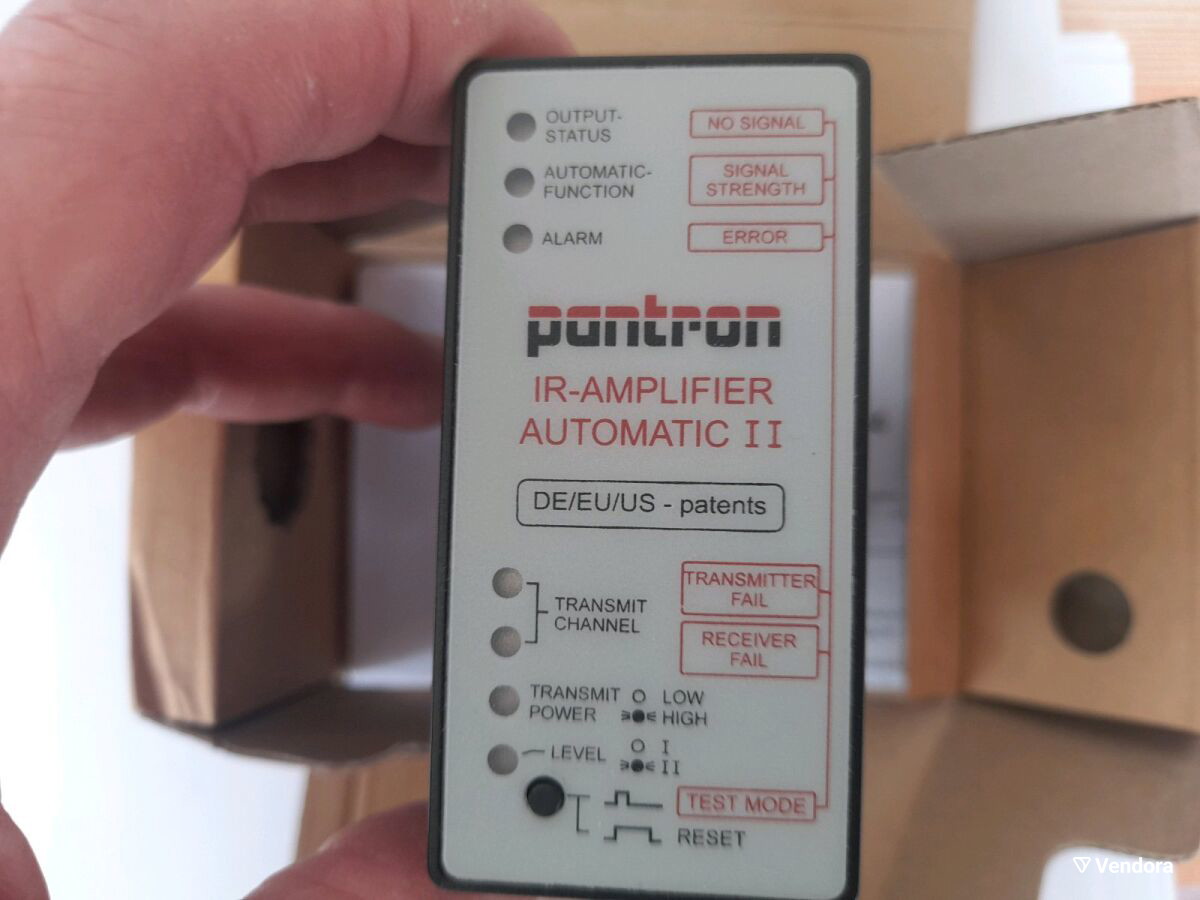 OUTPUT-
STATUS
NO SIGNAL
AUTOMATIC-
FUNCTION
SIGNAL
STRENGTH
ALARM
ERROR
pantron
IR-AMPLIFIER
AUTOMATIC II
DE/EU/US - patents
TRANSMITTER
FAIL
TRANSMIT
CHANNEL
RECEIVER
FAIL
TRANSMIT
POWER
LOW
HIGH
LEVEL
I
II
TEST MODE
RESET
Vendora